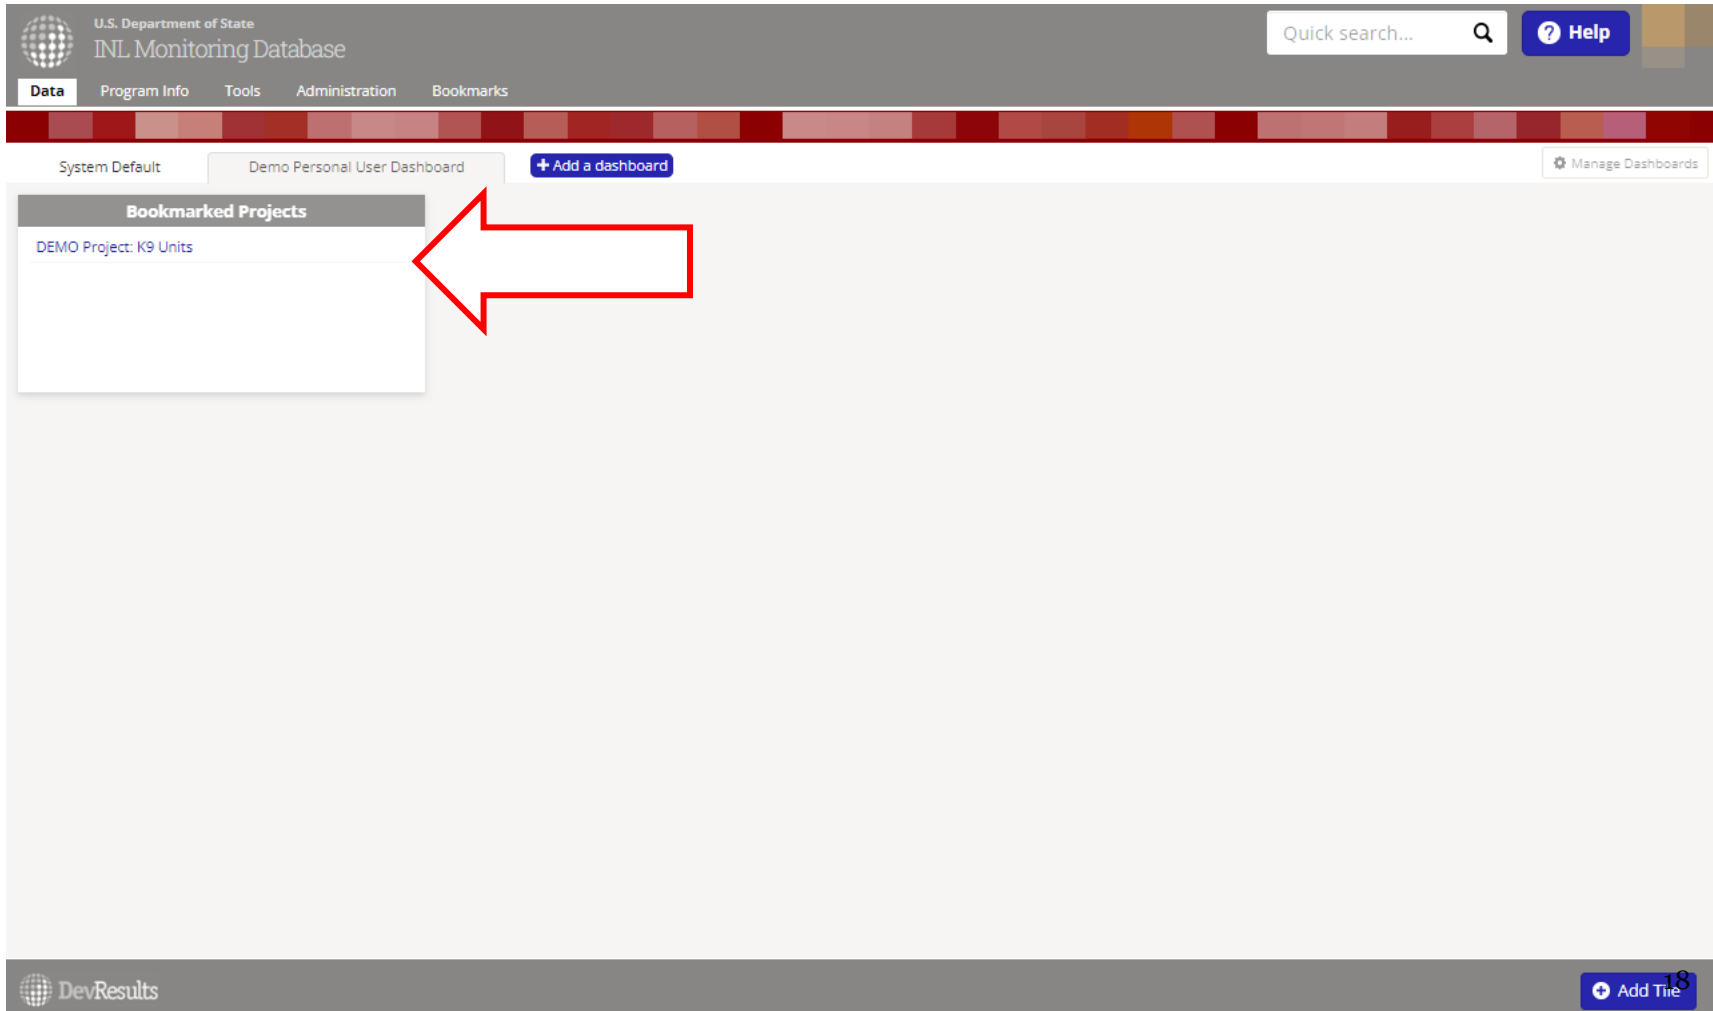 U.S. Department of State
INL Monitoring Database
Quick search...
? Help
Data Program Info Tools Administration Bookmarks
System Default Demo Personal User Dashboard + Add a dashboard Manage Dashboards
Bookmarked Projects
DEMO Project: K9 Units
DevResults
Add Tile
18